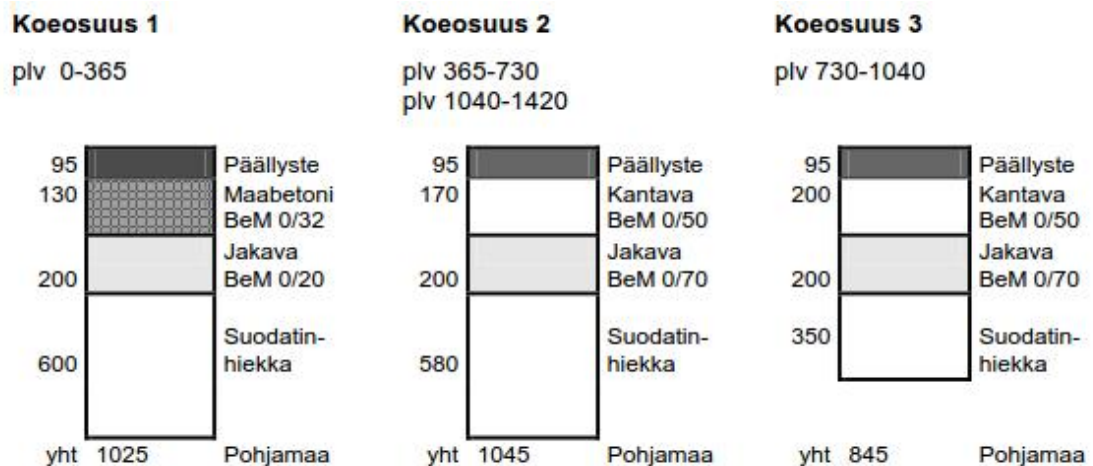 Koeosuus 1
plv 0-365
95 Päällyste
130 Maabetoni
BeM 0/32
Jakava
200 BeM 0/20
Suodatin-
600 hiekka
yht 1025 Pohjamaa
Koeosuus 2
plv 365-730
plv 1040-1420
95 Päällyste
170 Kantava
BeM 0/50
Jakava
200 BeM 0/70
Suodatin-
580 hiekka
yht 1045 Pohjamaa
Koeosuus 3
plv 730-1040
95 Päällyste
200 Kantava
BeM 0/50
Jakava
200 BeM 0/70
350 Suodatin-
hiekka
yht 845 Pohjamaa